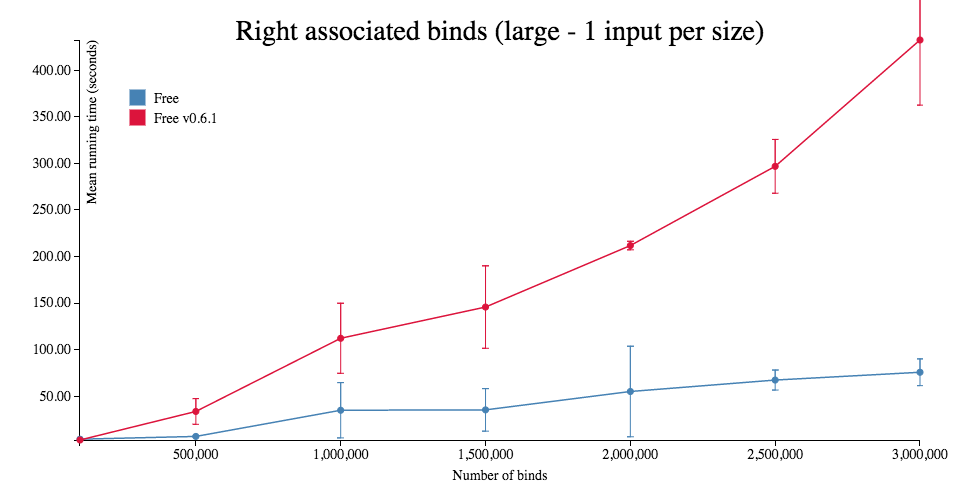 Right associated binds (large - 1 input per size)
Mean running time (seconds)
400.00
350.00
300.00
250.00
200.00
150.00
100.00
50.00
Free
Free v0.6.1
500,000 1,000,000 1,500,000 2,000,000 2,500,000 3,000,000
Number of binds